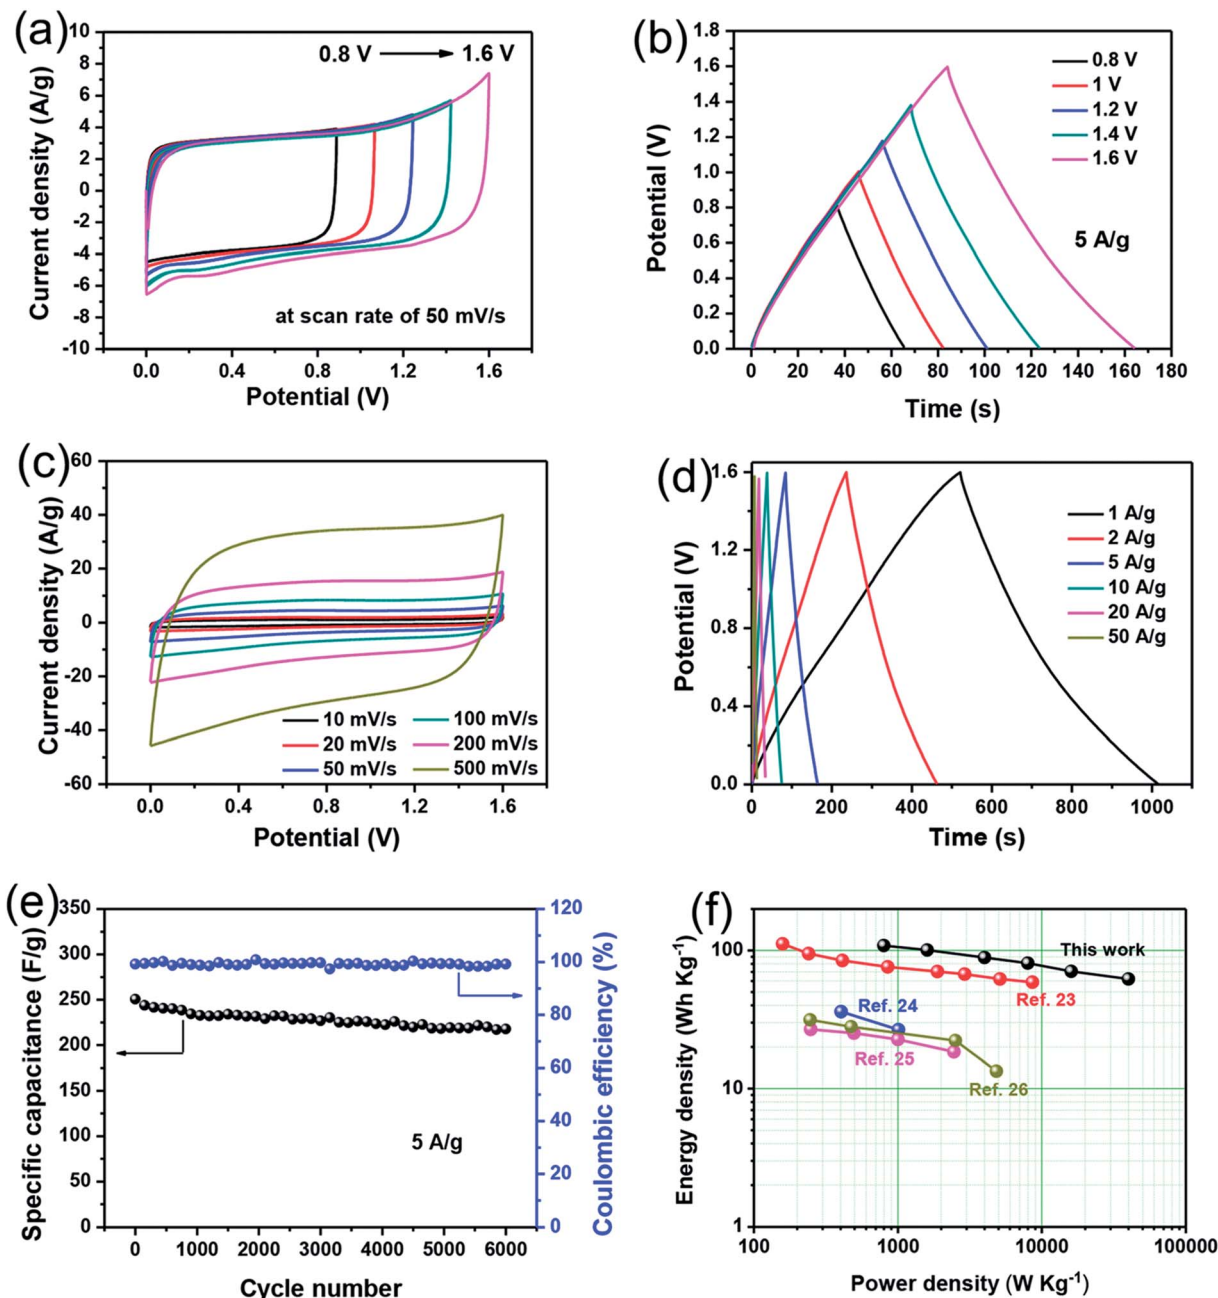 (a)
10
8
6
4
2
0
-2
-4
-6
-8
-10
Current density (A/g)
0.8 V 1.6 V
at scan rate of 50 mV/s
0.0 0.4 0.8 1.2 1.6
Potential (V)
(b)
1.8
1.6
1.4
1.2
1.0
0.8
0.6
0.4
0.2
0.0
Potential (V)
0.8 V
1 V
1.2 V
1.4 V
1.6 V
5 A/g
0 20 40 60 80 100 120 140 160 180
Time (s)
(c)
60
40
20
0
-20
-40
-60
Current density (A/g)
10 mV/s 100 mV/s
20 mV/s 200 mV/s
50 mV/s 500 mV/s
0.0 0.4 0.8 1.2 1.6
Potential (V)
(d)
1.6
1.2
0.8
0.4
0.0
Potential (V)
1 A/g
2 A/g
5 A/g
10 A/g
20 A/g
50 A/g
0 200 400 600 800 1000
Time (s)
(e)
350
300
250
200
150
100
50
0
Specific capacitance (F/g)
120
100
80
60
40
20
0
Coulombic efficiency (%)
5 A/g
0 1000 2000 3000 4000 5000 6000
Cycle number
(f)
100
10
1
Energy density (Wh Kg-1)
This work
Ref. 23
Ref. 24
Ref. 25
Ref. 26
100 1000 10000 100000
Power density (W Kg-1)